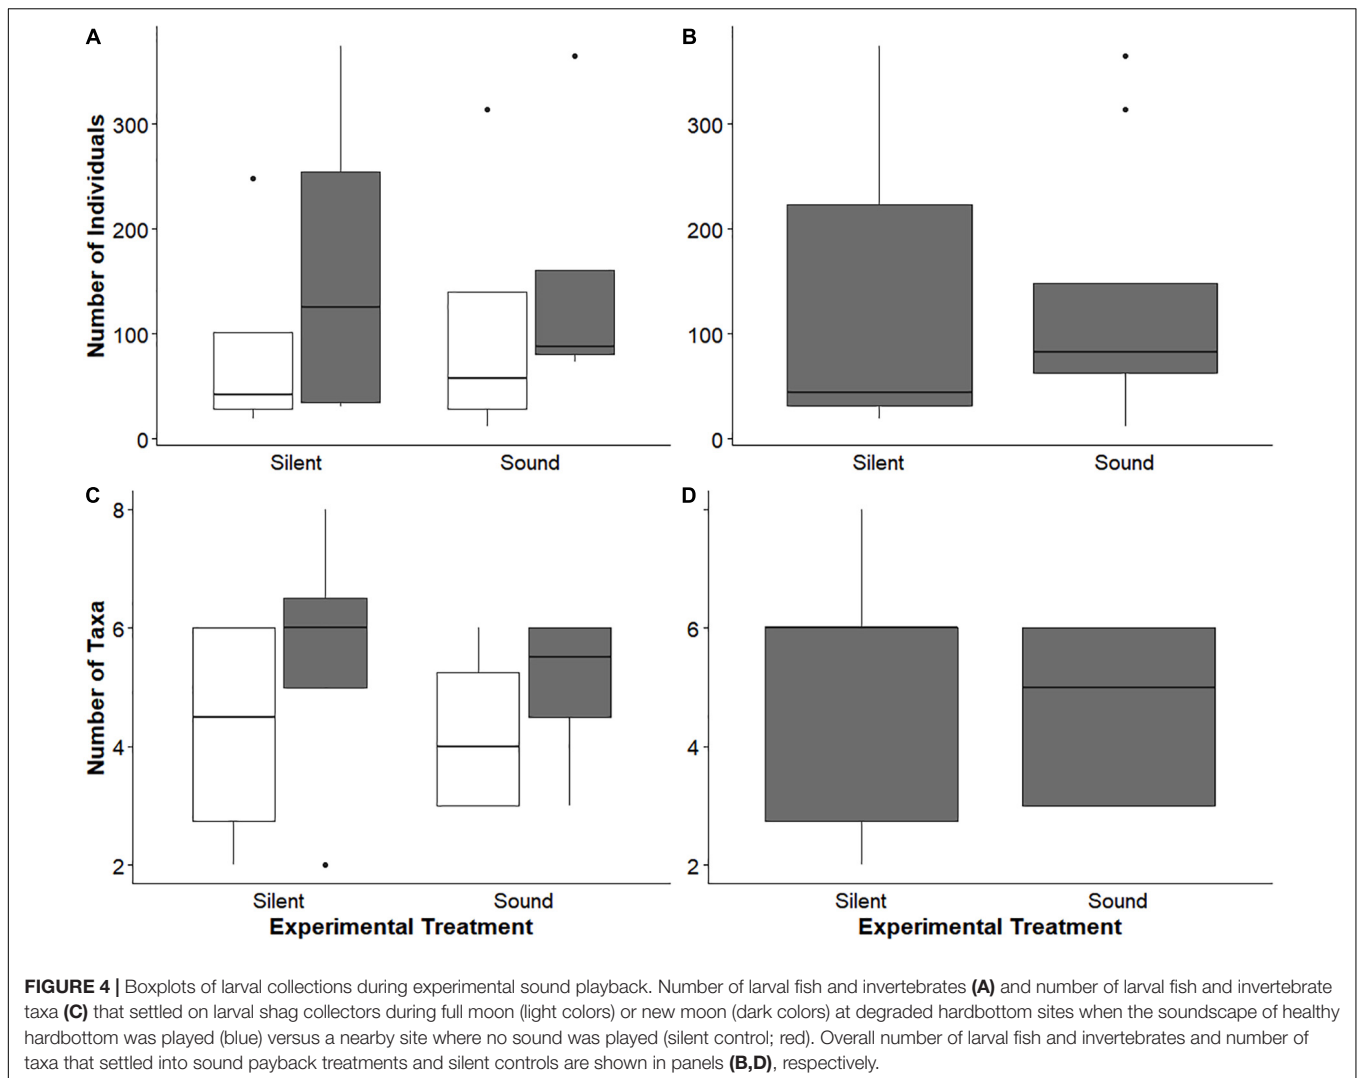 A
Number of Individuals
300
200
100
0
Silent
Sound
B
300
200
100
0
Silent
Sound
C
Number of Taxa
8
6
4
2
Silent
Sound
Experimental Treatment
D
6
4
2
Silent
Sound
Experimental Treatment
FIGURE 4 | Boxplots of larval collections during experimental sound playback. Number of larval fish and invertebrates (A) and number of larval fish and invertebrate
taxa (C) that settled on larval shag collectors during full moon (light colors) or new moon (dark colors) at degraded hardbottom sites when the soundscape of healthy
hardbottom was played (blue) versus a nearby site where no sound was played (silent control; red). Overall number of larval fish and invertebrates and number of
taxa that settled into sound payback treatments and silent controls are shown in panels (B,D), respectively.